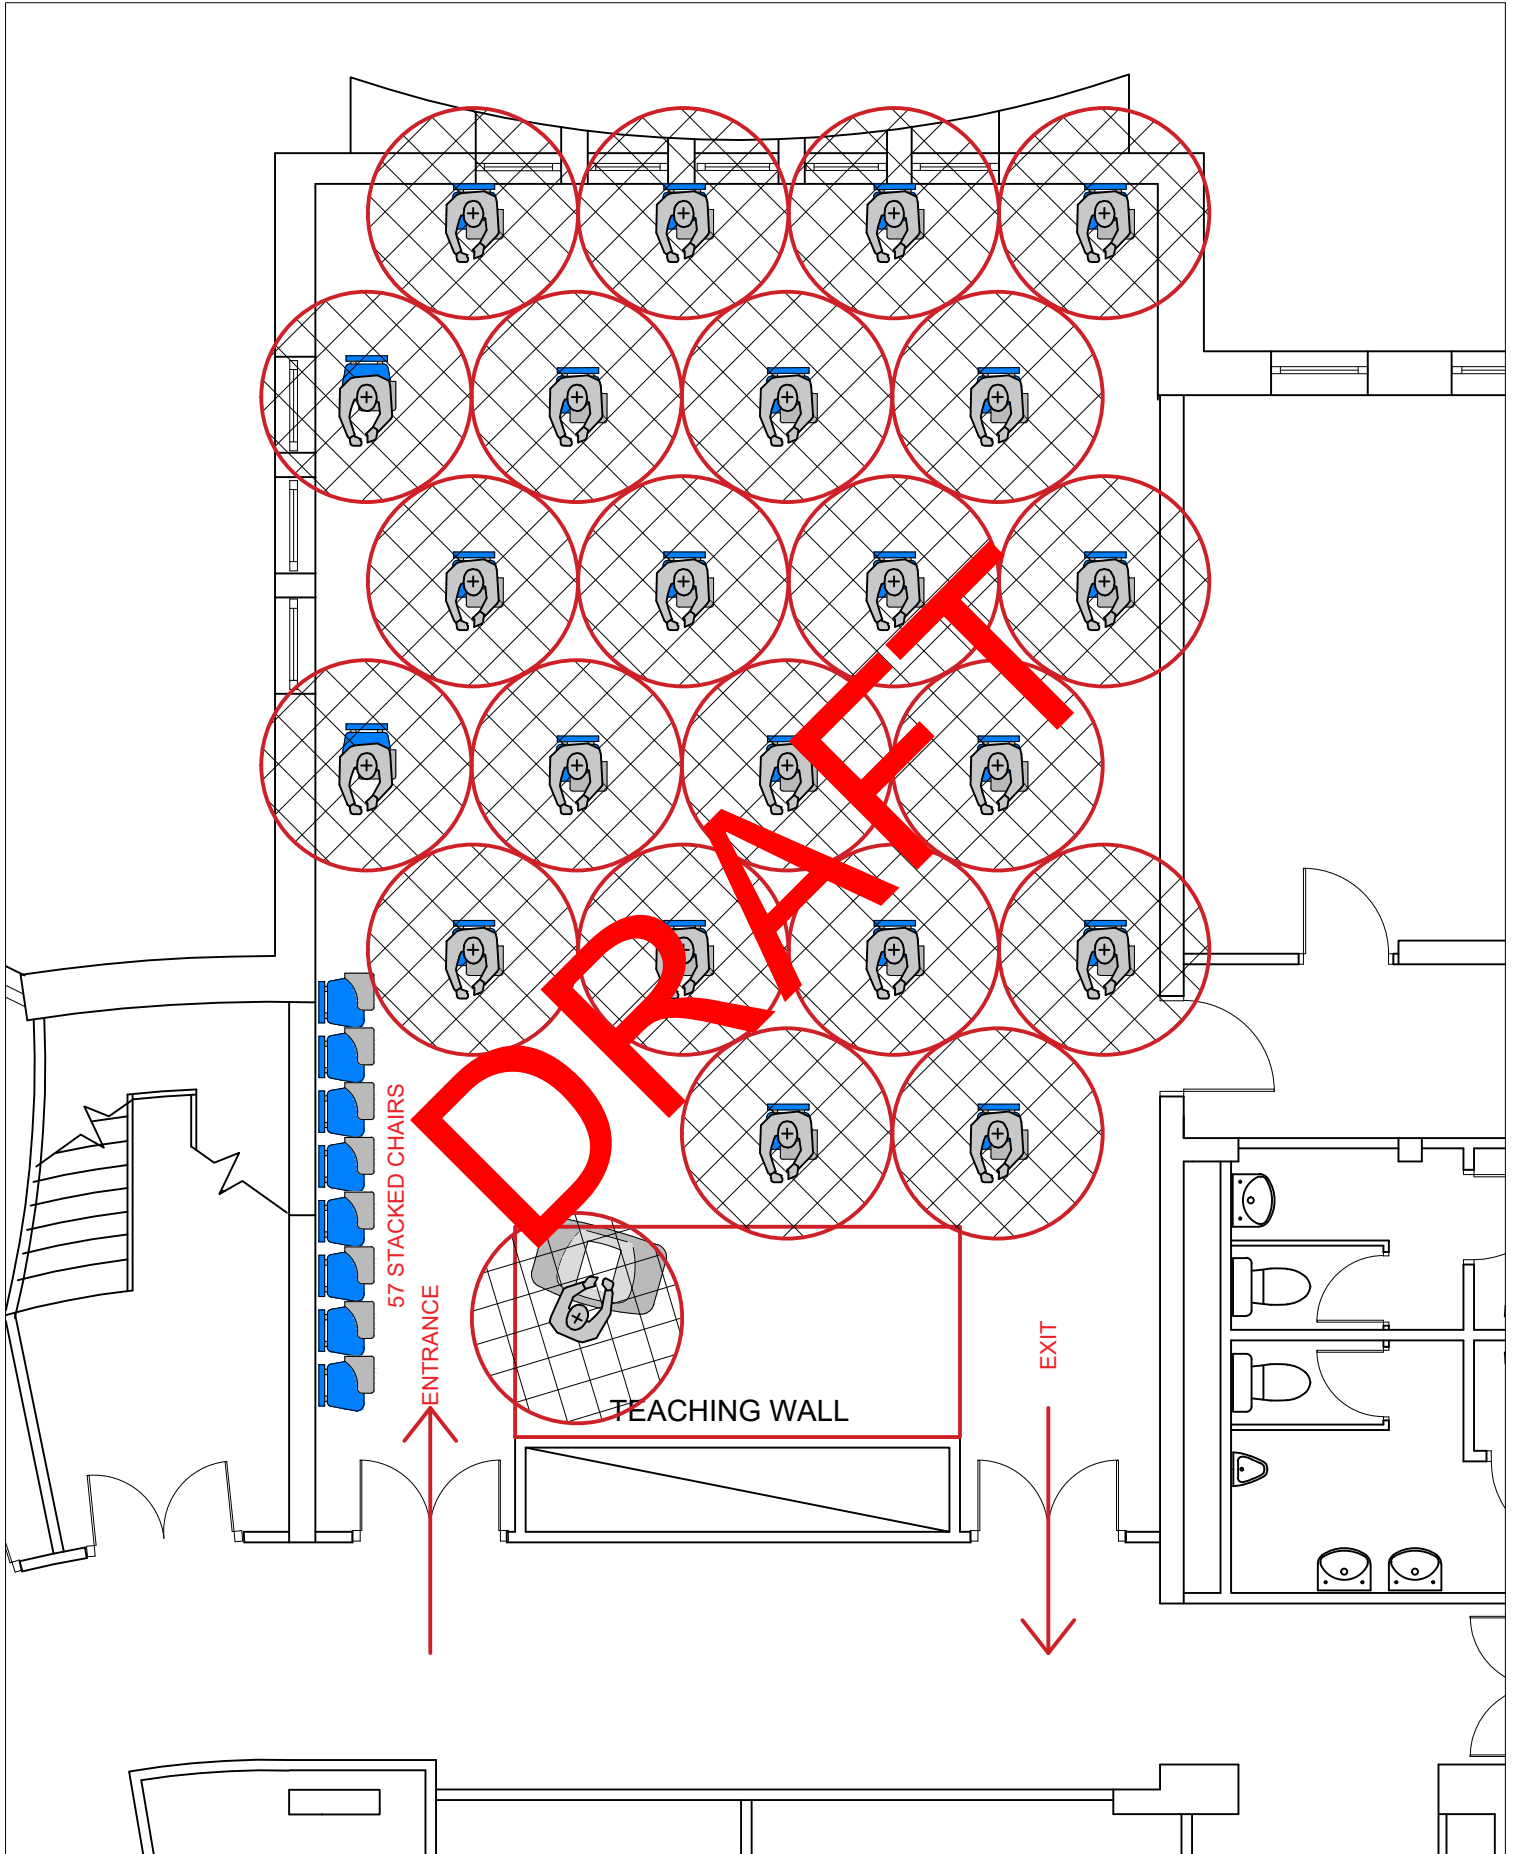 DRAFT
57 STACKED CHAIRS
ENTRANCE
EXIT
TEACHING WALL